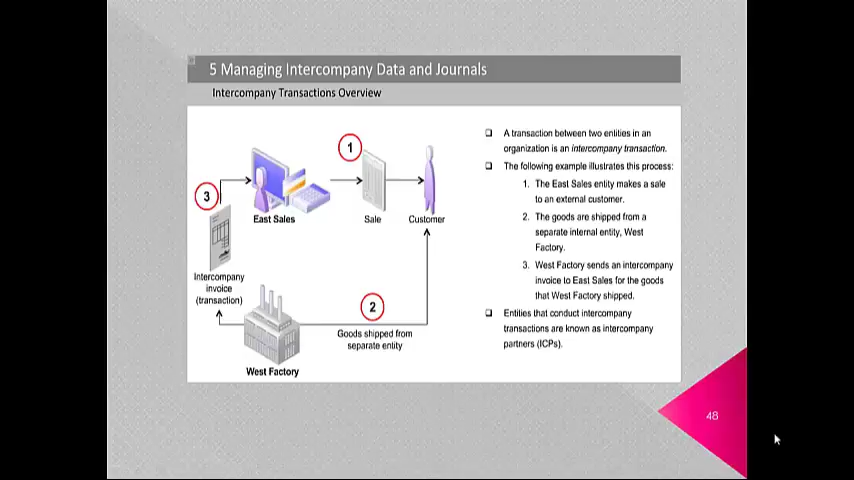 5 Managing Intercompany Data and Journals
Intercompany Transactions Overview
1
3
East Sales
Sale
Customer
Intercompany
invoice
(transaction)
2
Goods shipped from
separate entity
West Factory
A transaction between two entities in an
organization is an intercompany transaction.
The following example illustrates this process:
1. The East Sales entity makes a sale
to an external customer.
2. The goods are shipped from a
separate internal entity, West
Factory.
3. West Factory sends an intercompany
invoice to East Sales for the goods
that West Factory shipped.
Entities that conduct intercompany
transactions are known as intercompany
partners (ICPs).
48